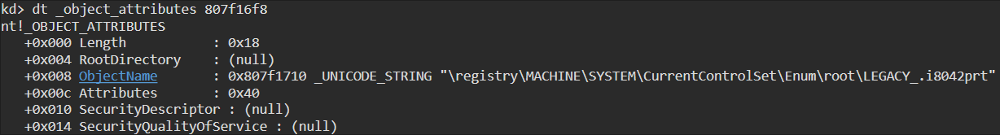 kd> dt _object_attributes 807f16f8
nt!_OBJECT_ATTRIBUTES
   +0x000 Length           : 0x18
   +0x004 RootDirectory    : (null)
   +0x008 ObjectName       : 0x807f1710 _UNICODE_STRING "\registry\MACHINE\SYSTEM\CurrentControlSet\Enum\root\LEGACY_.i8042prt"
   +0x00c Attributes       : 0x40
   +0x010 SecurityDescriptor : (null)
   +0x014 SecurityQualityOfService : (null)